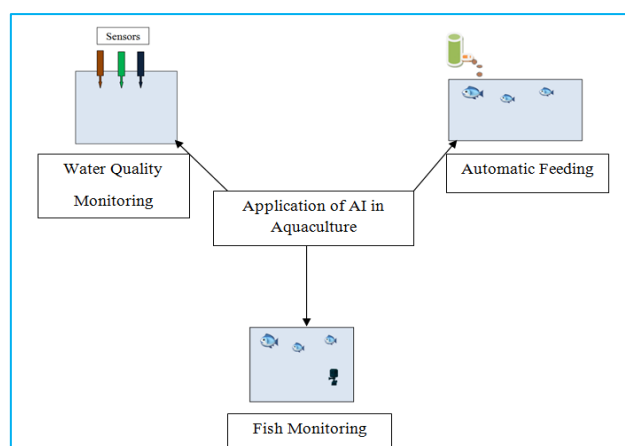 Sensors
Water Quality
Monitoring
Automatic Feeding
Application of AI in
Aquaculture
Fish Monitoring